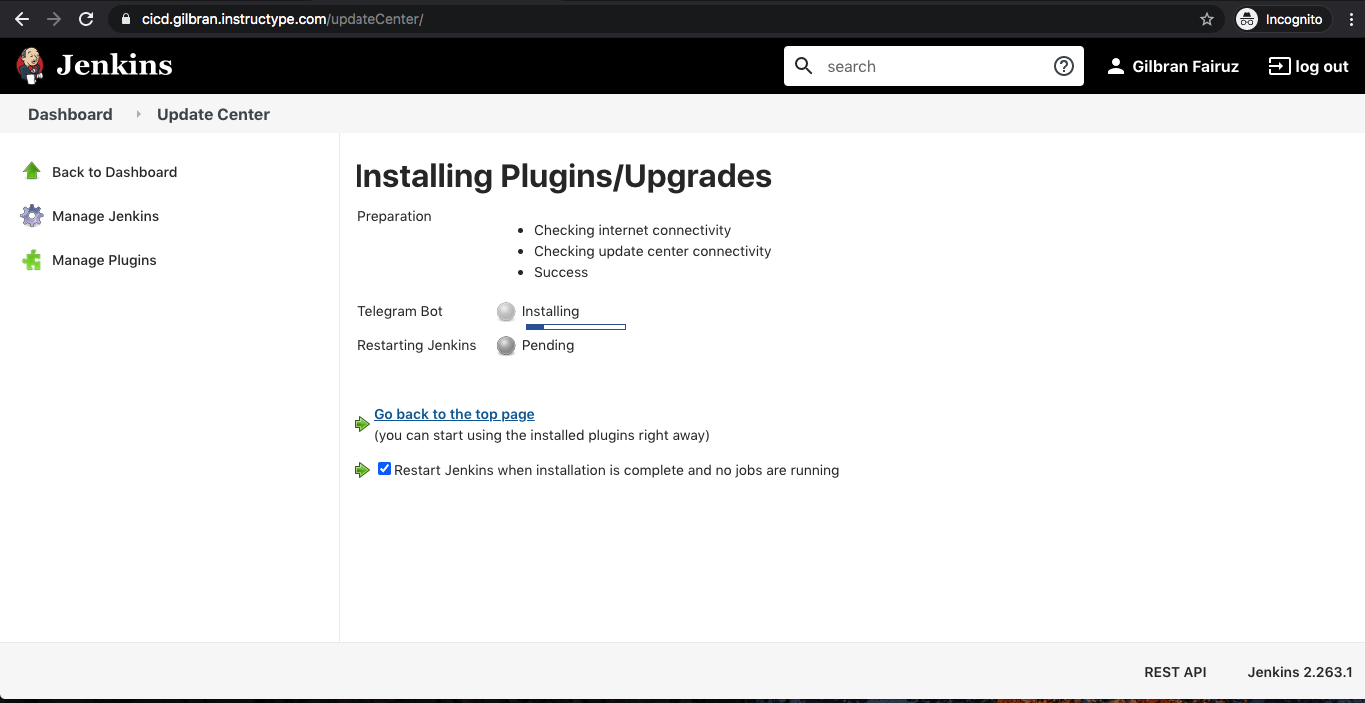 cicd.gilbran.instructype.com/updateCenter/
Incognito
Jenkins
search
?
Gilbran Fairuz
log out
Dashboard
Update Center
Back to Dashboard
Manage Jenkins
Manage Plugins
Installing Plugins/Upgrades
Preparation
• Checking internet connectivity
• Checking update center connectivity
• Success
Telegram Bot Installing
Restarting Jenkins Pending
Go back to the top page
(you can start using the installed plugins right away)
Restart Jenkins when installation is complete and no jobs are running
REST API Jenkins 2.263.1